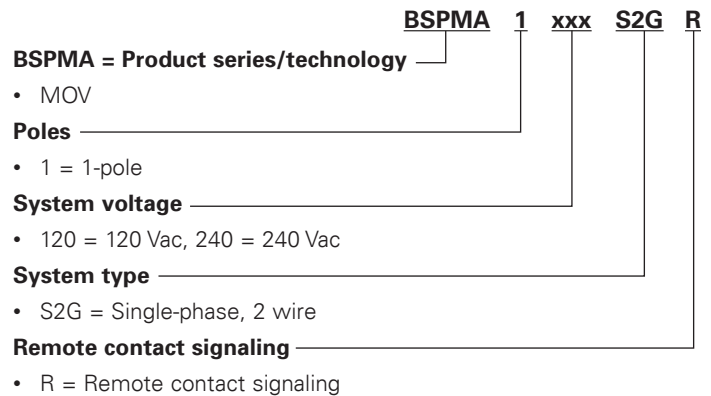 BSPMA 1 xxx S2G R
BSPMA = Product series/technology
• MOV
Poles
• 1 = 1-pole
System voltage
• 120 = 120 Vac, 240 = 240 Vac
System type
• S2G = Single-phase, 2 wire
Remote contact signaling
• R = Remote contact signaling